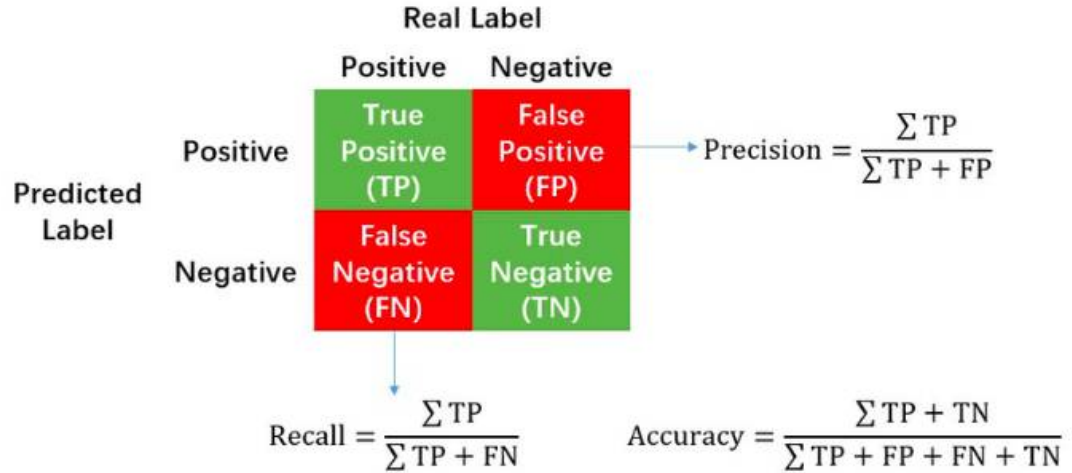 Real Label
Positive Negative
True Positive (TP)
False Positive (FP)
Positive
Precision = ∑ TP / ∑ TP + FP
Predicted Label
Negative
False Negative (FN)
True Negative (TN)
Recall = ∑ TP / ∑ TP + FN
Accuracy = ∑ TP + TN / ∑ TP + FP + FN + TN